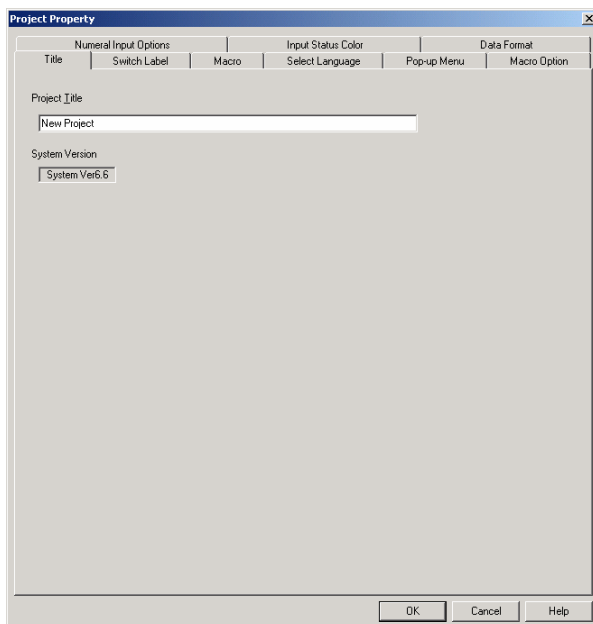 Project Property
Numeral Input Options Input Status Color Data Format
Title Switch Label Macro Select Language Pop-up Menu Macro Option
Project Title
New Project
System Version
System Ver6.6
OK Cancel Help